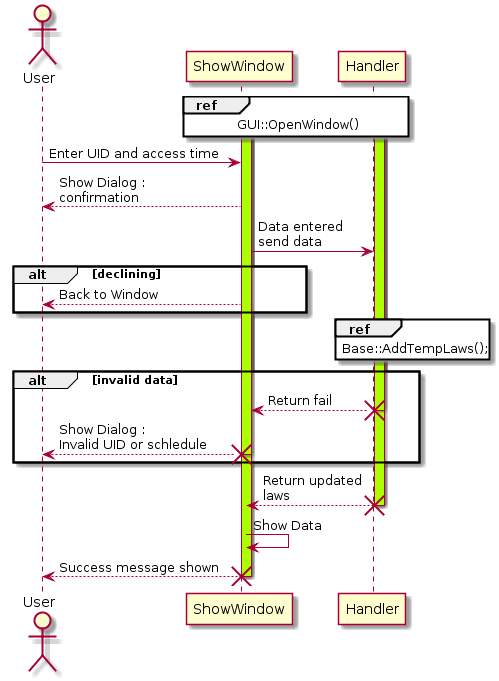 User
ShowWindow
Handler
ref
GUI::OpenWindow()
Enter UID and access time
Show Dialog :
confirmation
Data entered
send data
alt
[declining]
Back to Window
ref
Base::AddTempLaws();
alt
[invalid data]
Return fail
Show Dialog :
Invalid UID or schledule
Return updated
laws
Show Data
Success message shown
User
ShowWindow
Handler